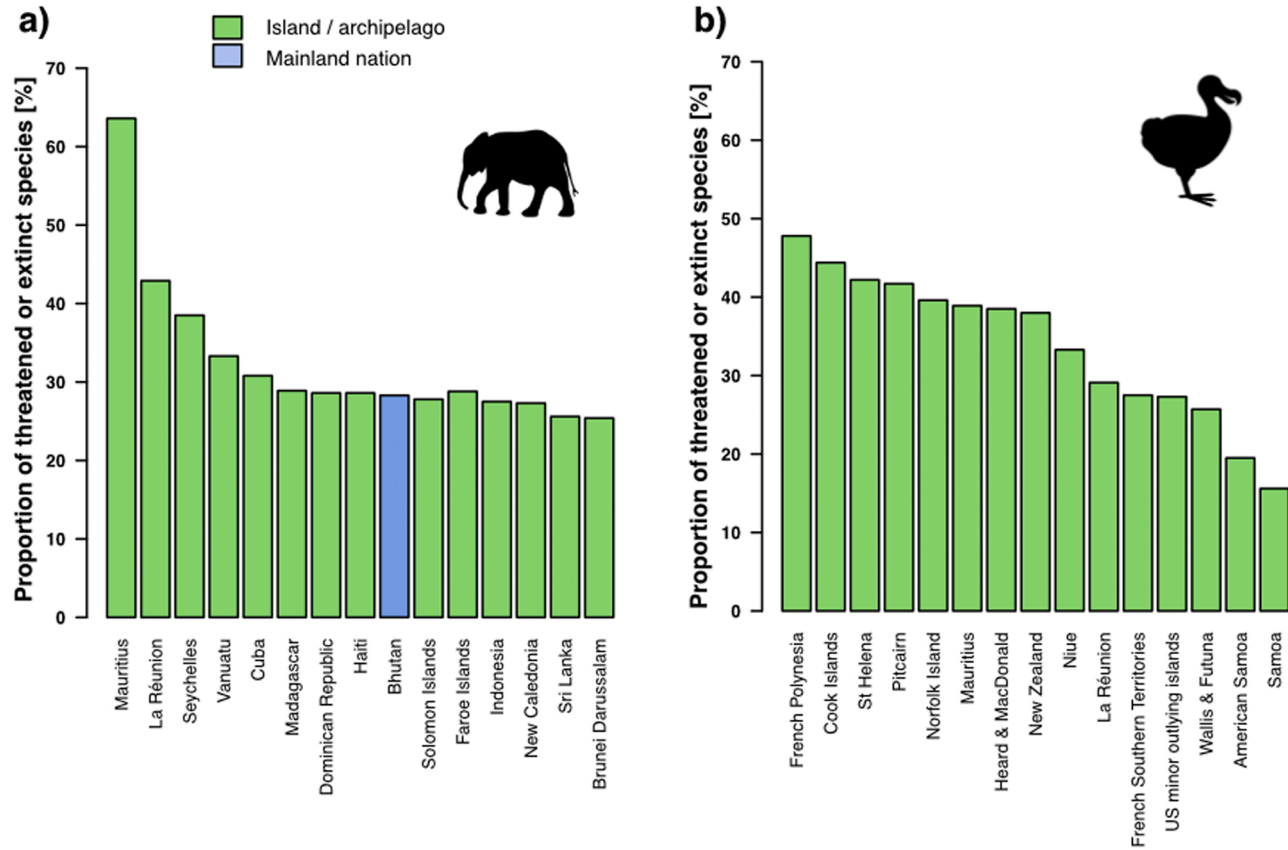 a)
Island / archipelago
Mainland nation
Proportion of threatened or extinct species [%]
70
60
50
40
30
20
10
0
Mauritius
La Réunion
Seychelles
Vanuatu
Cuba
Madagascar
Dominican Republic
Haiti
Bhutan
Solomon Islands
Faroe Islands
Indonesia
New Caledonia
Sri Lanka
Brunei Darussalam
b)
Proportion of threatened or extinct species [%]
70
60
50
40
30
20
10
0
French Polynesia
Cook Islands
St Helena
Pitcairn
Norfolk Island
Mauritius
Heard & MacDonald
New Zealand
Niue
La Réunion
French Southern Territories
US minor outlying islands
Wallis & Futuna
American Samoa
Samoa